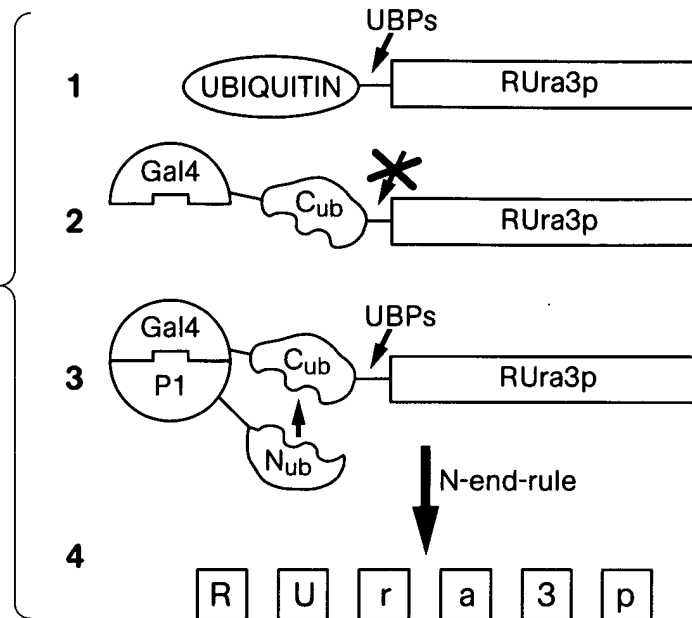 UBPs
1 UBIQUITIN RUra3p
Gal4
2 Cub RUra3p
UBPs
Gal4 Cub
3 P1 RUra3p
Nub
N-end-rule
4
R U r a 3 p